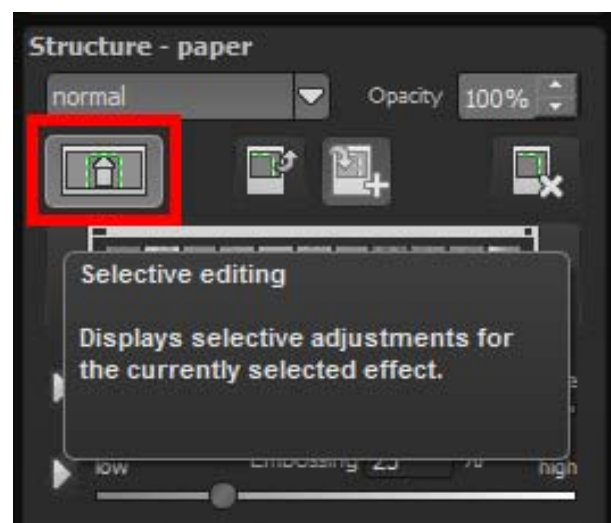 Structure - paper
normal Opacity 100%
Selective editing
Displays selective adjustments for
the currently selected effect.
low Embossing 25 % high